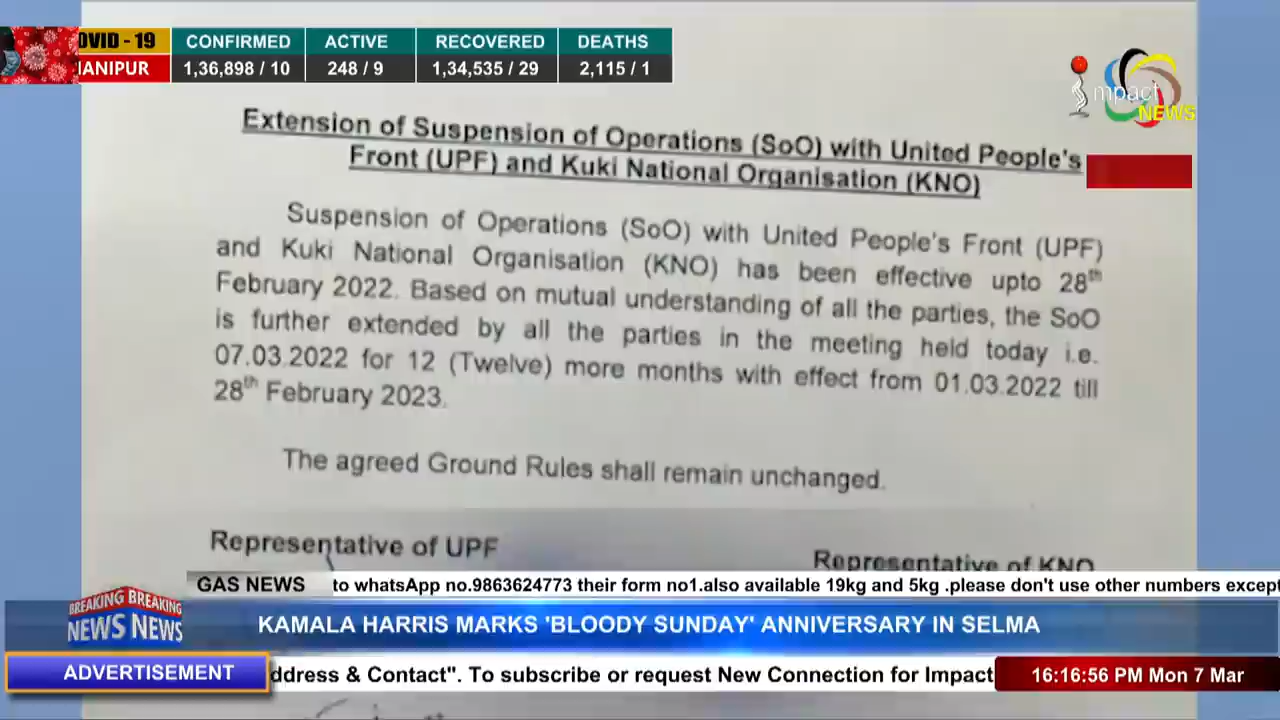 OVID - 19
CONFIRMED
ACTIVE
RECOVERED
DEATHS
MANIPUR
1,36,898 / 10
248 / 9
1,34,535 / 29
2,115 / 1
impact
NEWS
Extension of Suspension of Operations (SoO) with United People's
Front (UPF) and Kuki National Organisation (KNO)
Suspension of Operations (SoO) with United People's Front (UPF)
and Kuki National Organisation (KNO) has been effective upto 28th
February 2022. Based on mutual understanding of all the parties, the SoO
is further extended by all the parties in the meeting held today i.e.
07.03.2022 for 12 (Twelve) more months with effect from 01.03.2022 till
28th February 2023.
The agreed Ground Rules shall remain unchanged.
Representative of UPF
Representative of KNO
GAS NEWS
to whatsApp no.9863624773 their form no1.also available 19kg and 5kg .please don't use other numbers except
BREAKING BREAKING
NEWS NEWS
KAMALA HARRIS MARKS 'BLOODY SUNDAY' ANNIVERSARY IN SELMA
ADVERTISEMENT
ddress & Contact". To subscribe or request New Connection for Impact
16:16:56 PM Mon 7 Mar